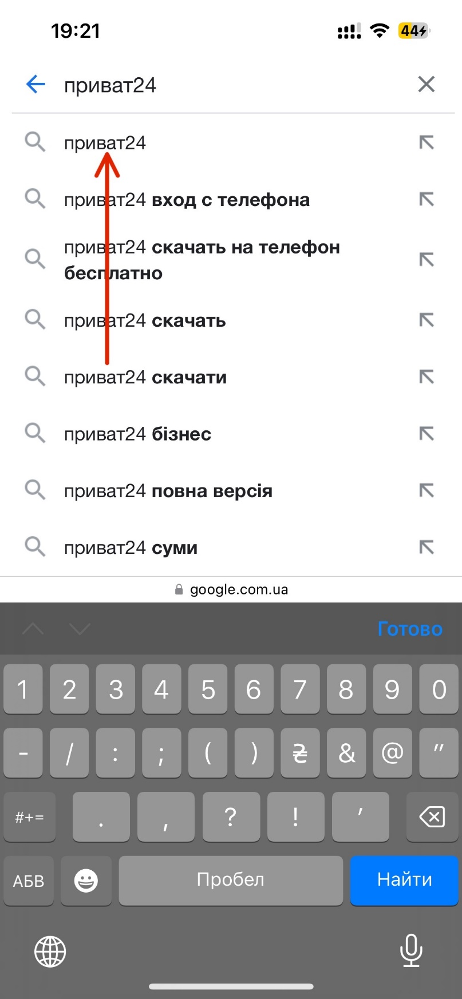 19:21
44
приват24
приват24
приват24 вход с телефона
приват24 скачать на телефон
бесплатно
приват24 скачать
приват24 скачати
приват24 бізнес
приват24 повна версія
приват24 суми
google.com.ua
Готово
1 2 3 4 5 6 7 8 9 0
- / : ; ( ) ₴ & @ "
#+= . , ? ! '
АБВ Пробел Найти